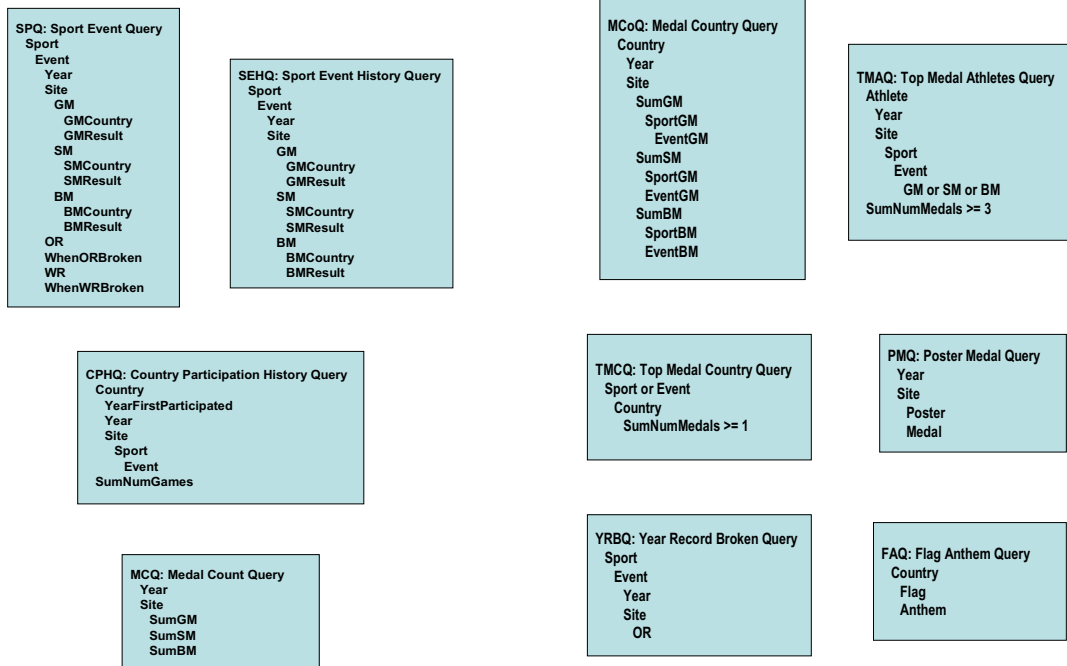 SPQ: Sport Event Query
Sport
Event
Year
Site
GM
GMCountry
GMResult
SM
SMCountry
SMResult
BM
BMCountry
BMResult
OR
WhenORBroken
WR
WhenWRBroken
SEHQ: Sport Event History Query
Sport
Event
Year
Site
GM
GMCountry
GMResult
SM
SMCountry
SMResult
BM
BMCountry
BMResult
MCoQ: Medal Country Query
Country
Year
Site
SumGM
SportGM
EventGM
SumSM
SportGM
EventGM
SumBM
SportBM
EventBM
TMAQ: Top Medal Athletes Query
Athlete
Year
Site
Sport
Event
GM or SM or BM
SumNumMedals >= 3
CPHQ: Country Participation History Query
Country
YearFirstParticipated
Year
Site
Sport
Event
SumNumGames
TMCQ: Top Medal Country Query
Sport or Event
Country
SumNumMedals >= 1
PMQ: Poster Medal Query
Year
Site
Poster
Medal
MCQ: Medal Count Query
Year
Site
SumGM
SumSM
SumBM
YRBQ: Year Record Broken Query
Sport
Event
Year
Site
OR
FAQ: Flag Anthem Query
Country
Flag
Anthem